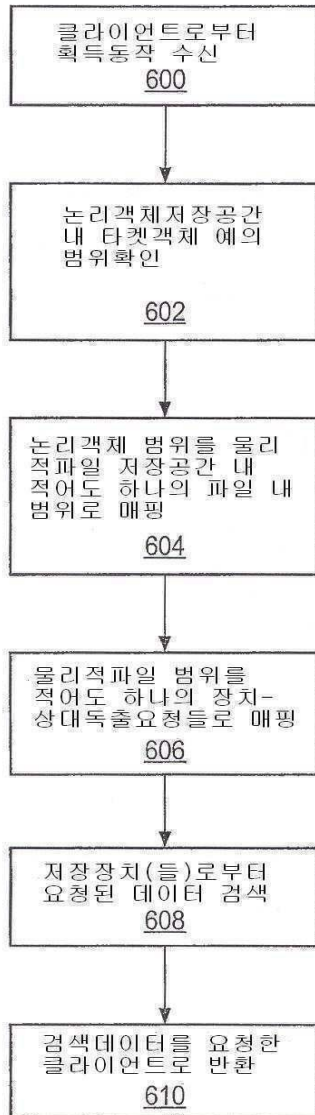 클라이언트로부터
획득동작 수신
600
논리객체저장공간
내 타켓객체 예의
범위확인
602
논리객체 범위를 물리
적파일 저장공간 내
적어도 하나의 파일 내
범위로 매핑
604
물리적파일 범위를
적어도 하나의 장치-
상대독출요청들로 매핑
606
저장장치(들)로부터
요청된 데이터 검색
608
검색데이터를 요청한
클라이언트로 반환
610